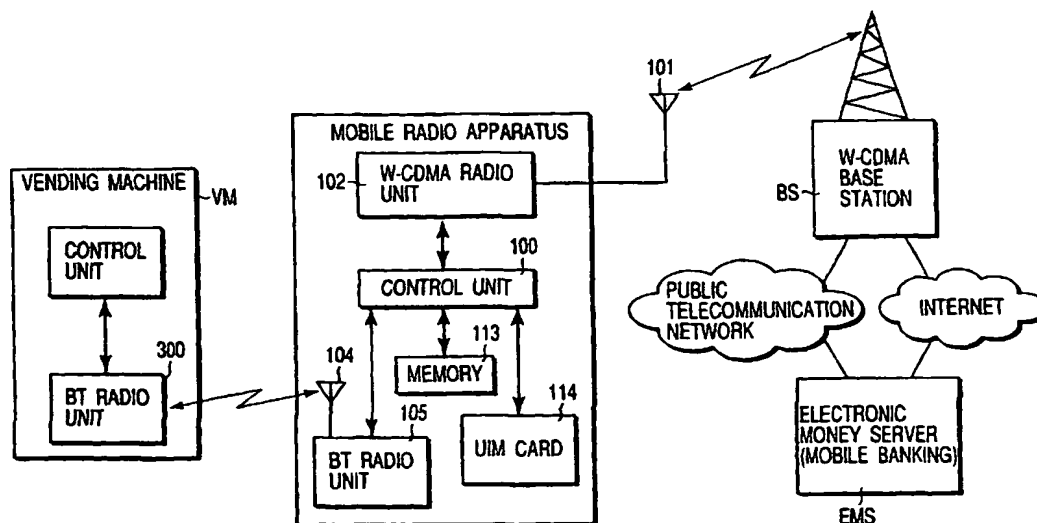 VENDING MACHINE
VM
CONTROL
UNIT
300
BT RADIO
UNIT
MOBILE RADIO APPARATUS
102
W-CDMA RADIO
UNIT
100
CONTROL UNIT
113
MEMORY
104
105
BT RADIO
UNIT
114
UIM CARD
101
BS
W-CDMA
BASE
STATION
PUBLIC
TELECOMMUNICATION
NETWORK
INTERNET
ELECTRONIC
MONEY SERVER
(MOBILE BANKING)
EMS